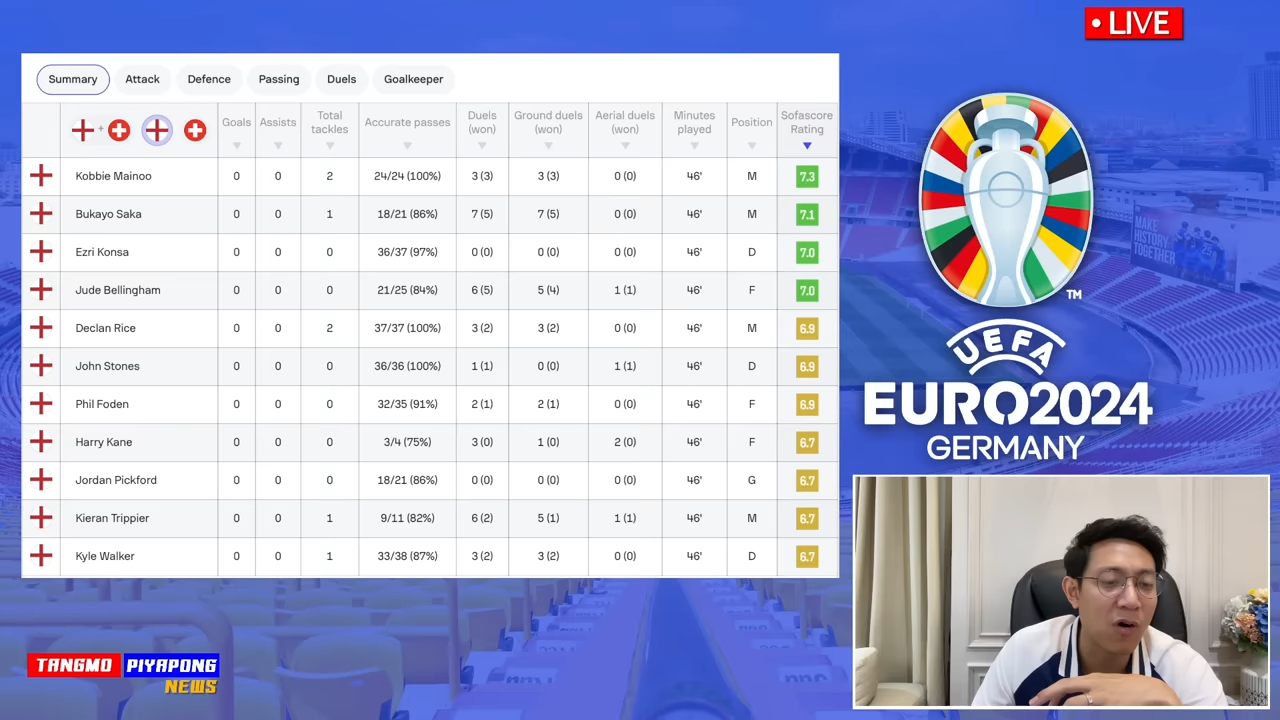 • LIVE
Summary Attack Defence Passing Duels Goalkeeper
+ Goals Assists Total tackles Accurate passes Duels (won) Ground duels (won) Aerial duels (won) Minutes played Position Sofascore Rating
Kobbie Mainoo 0 0 2 24/24 (100%) 3 (3) 3 (3) 0 (0) 46' M 7.3
Bukayo Saka 0 0 1 18/21 (86%) 7 (5) 7 (5) 0 (0) 46' M 7.1
Ezri Konsa 0 0 0 36/37 (97%) 0 (0) 0 (0) 0 (0) 46' D 7.0
Jude Bellingham 0 0 0 21/25 (84%) 6 (5) 5 (4) 1 (1) 46' F 7.0
Declan Rice 0 0 2 37/37 (100%) 3 (2) 3 (2) 0 (0) 46' M 6.9
John Stones 0 0 0 36/36 (100%) 1 (1) 0 (0) 1 (1) 46' D 6.9
Phil Foden 0 0 0 32/35 (91%) 2 (1) 2 (1) 0 (0) 46' F 6.9
Harry Kane 0 0 0 3/4 (75%) 3 (0) 1 (0) 2 (0) 46' F 6.7
Jordan Pickford 0 0 0 18/21 (86%) 0 (0) 0 (0) 0 (0) 46' G 6.7
Kieran Trippier 0 0 1 9/11 (82%) 6 (2) 5 (1) 1 (1) 46' M 6.7
Kyle Walker 0 0 1 33/38 (87%) 3 (2) 3 (2) 0 (0) 46' D 6.7
MAKE
HISTORY
TOGETHER
TM
UEFA
EURO2024
GERMANY
TANGMO PIYAPONG
NEWS